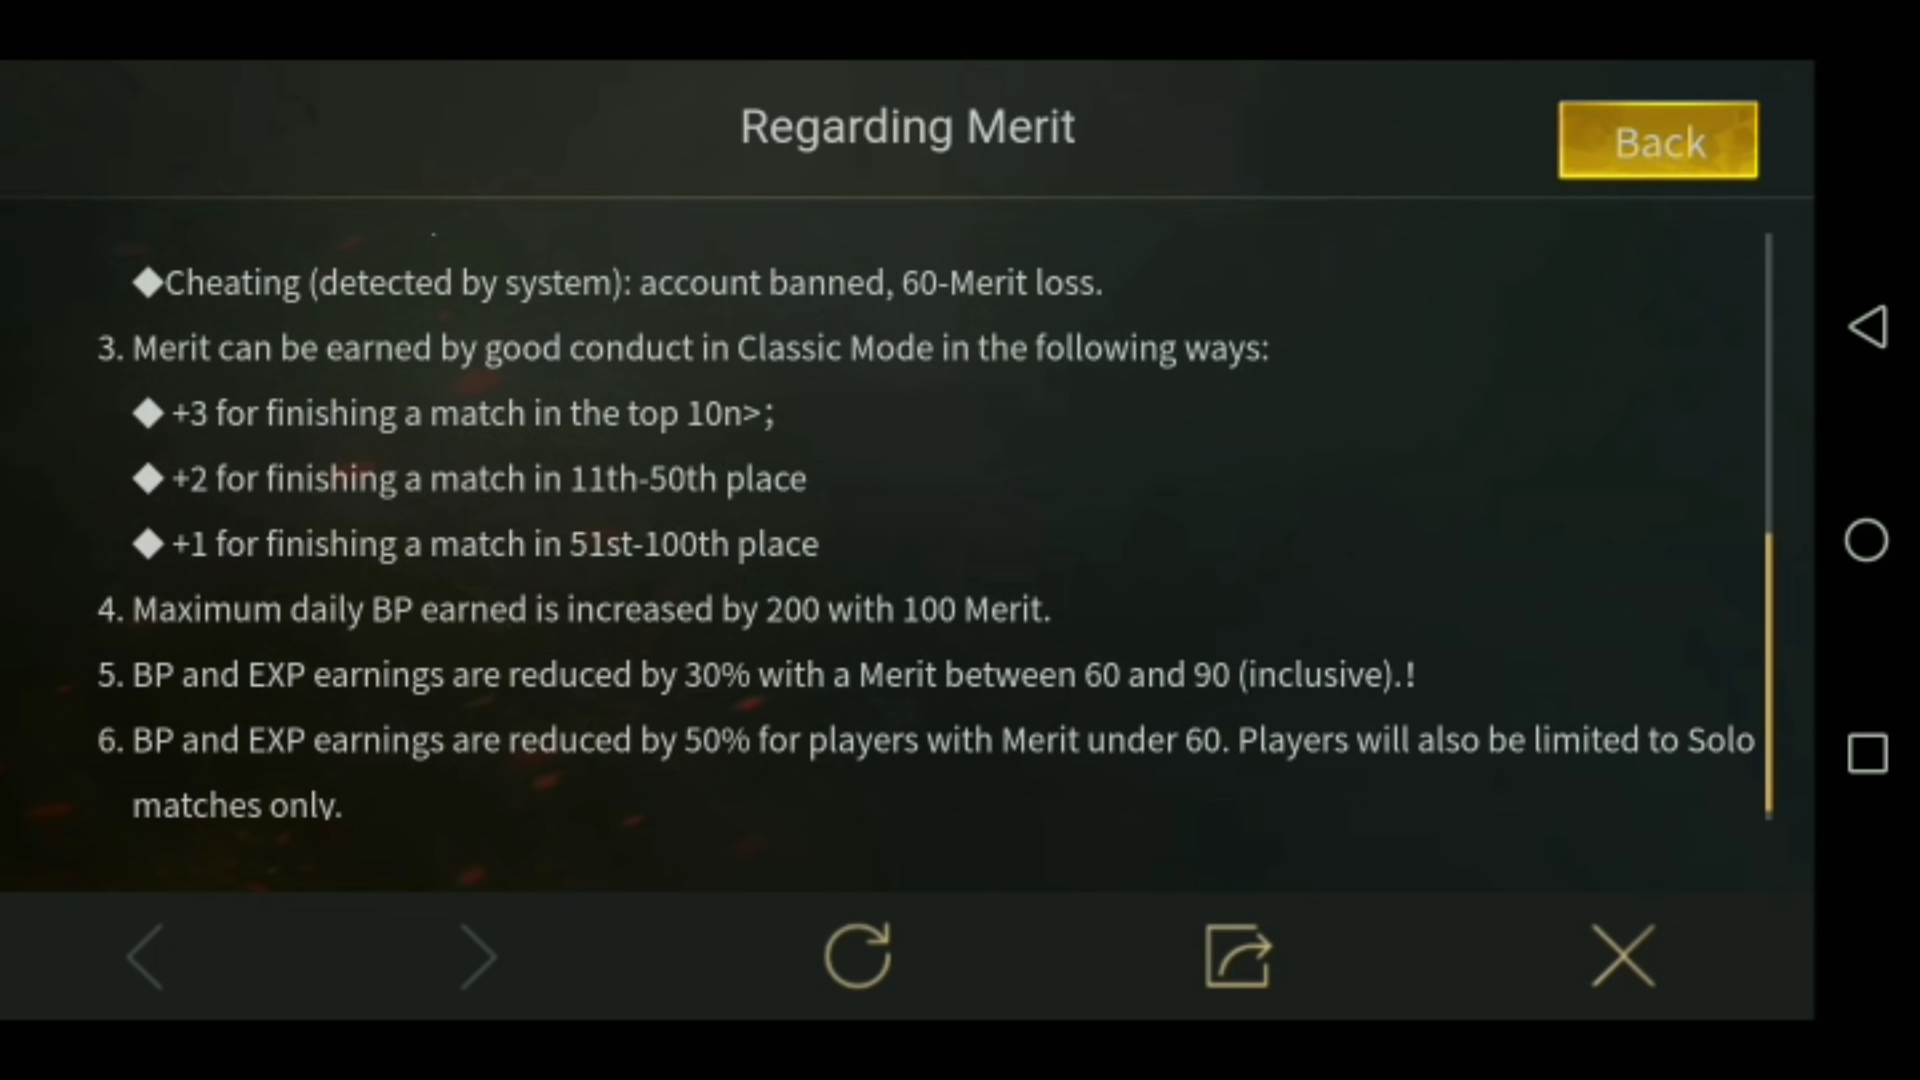 Regarding Merit
Back
◆Cheating (detected by system): account banned, 60-Merit loss.
3. Merit can be earned by good conduct in Classic Mode in the following ways:
◆ +3 for finishing a match in the top 10n>;
◆ +2 for finishing a match in 11th-50th place
◆ +1 for finishing a match in 51st-100th place
4. Maximum daily BP earned is increased by 200 with 100 Merit.
5. BP and EXP earnings are reduced by 30% with a Merit between 60 and 90 (inclusive).!
6. BP and EXP earnings are reduced by 50% for players with Merit under 60. Players will also be limited to Solo
matches only.